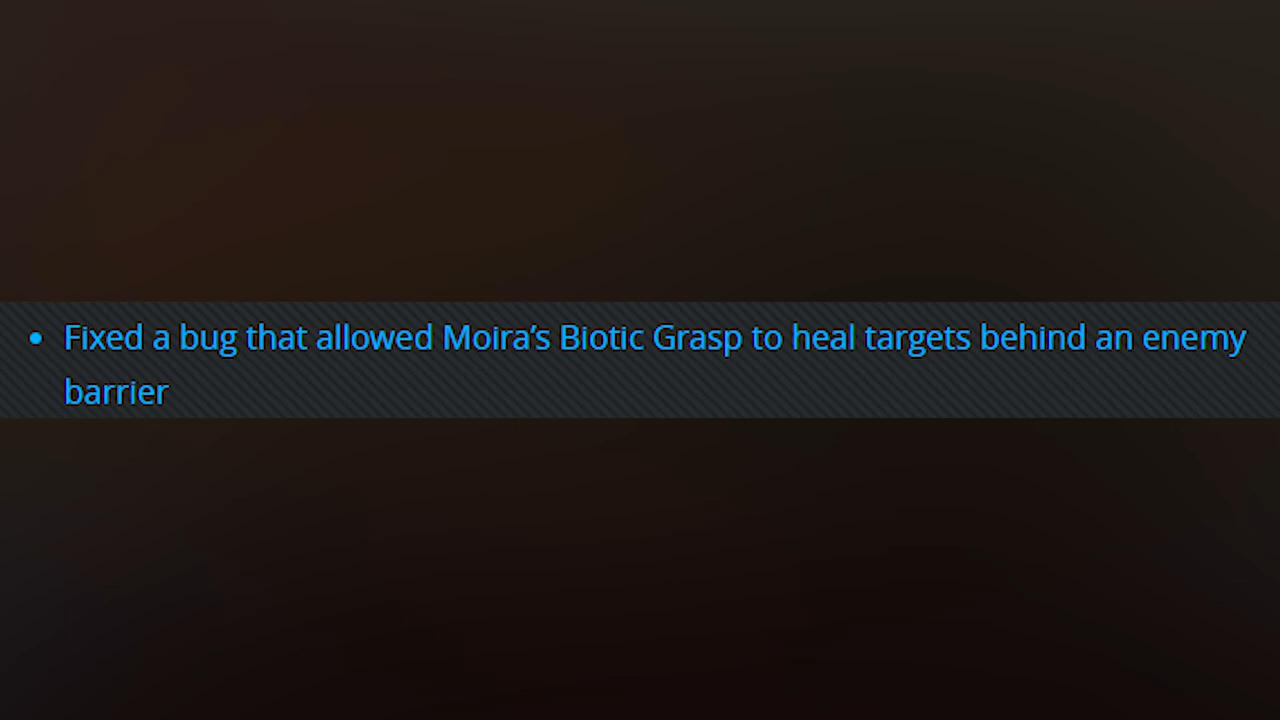 • Fixed a bug that allowed Moira’s Biotic Grasp to heal targets behind an enemy
barrier